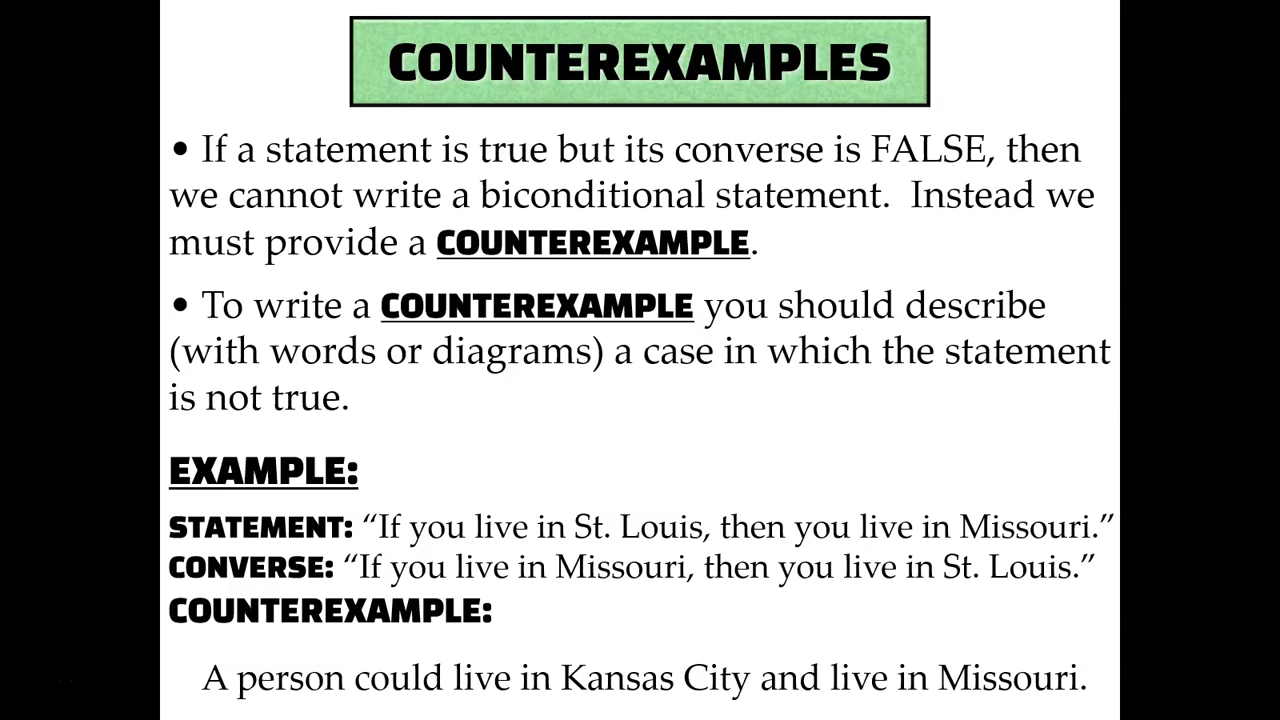 COUNTEREXAMPLES
• If a statement is true but its converse is FALSE, then
we cannot write a biconditional statement.  Instead we
must provide a COUNTEREXAMPLE.
• To write a COUNTEREXAMPLE you should describe
(with words or diagrams) a case in which the statement
is not true.
EXAMPLE:
STATEMENT: “If you live in St. Louis, then you live in Missouri.”
CONVERSE: “If you live in Missouri, then you live in St. Louis.”
COUNTEREXAMPLE:
A person could live in Kansas City and live in Missouri.